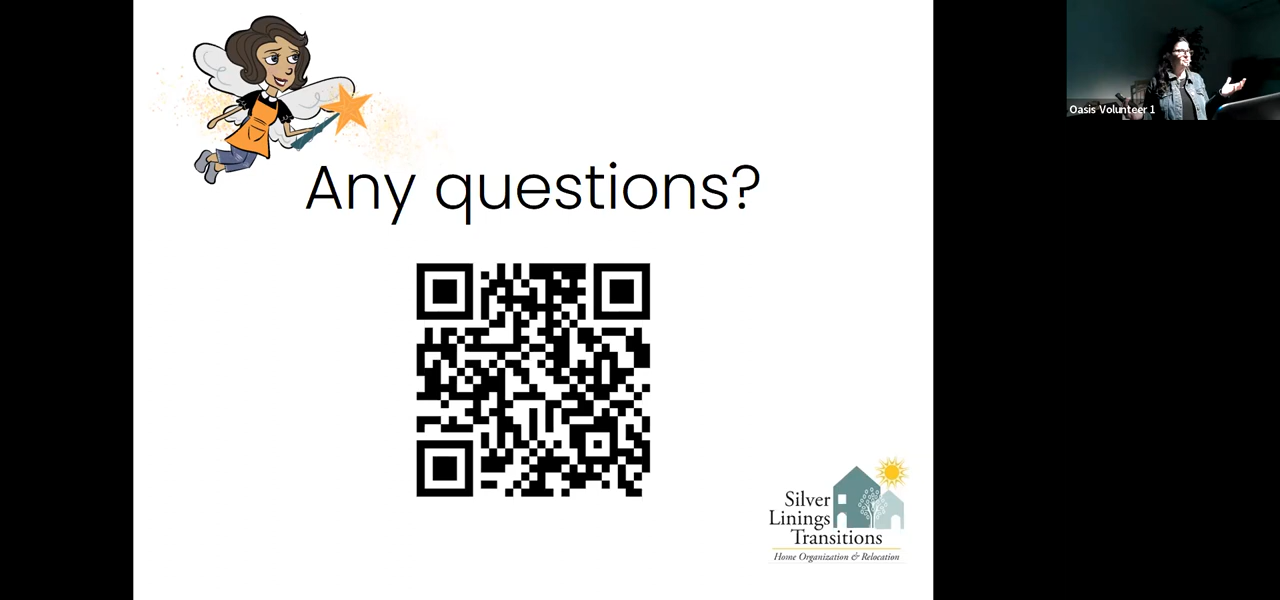 Oasis Volunteer 1
Any questions?
Silver
Linings
Transitions
Home Organization & Relocation